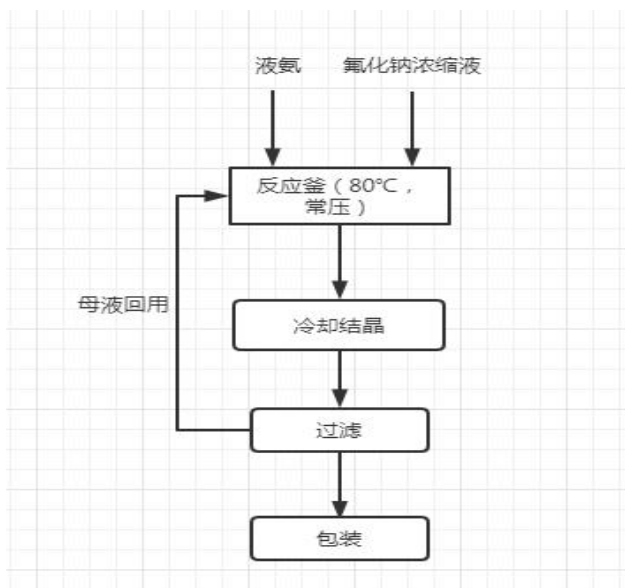 液氨
氟化钠浓缩液
反应釜（80℃，
常压）
母液回用
冷却结晶
过滤
包装